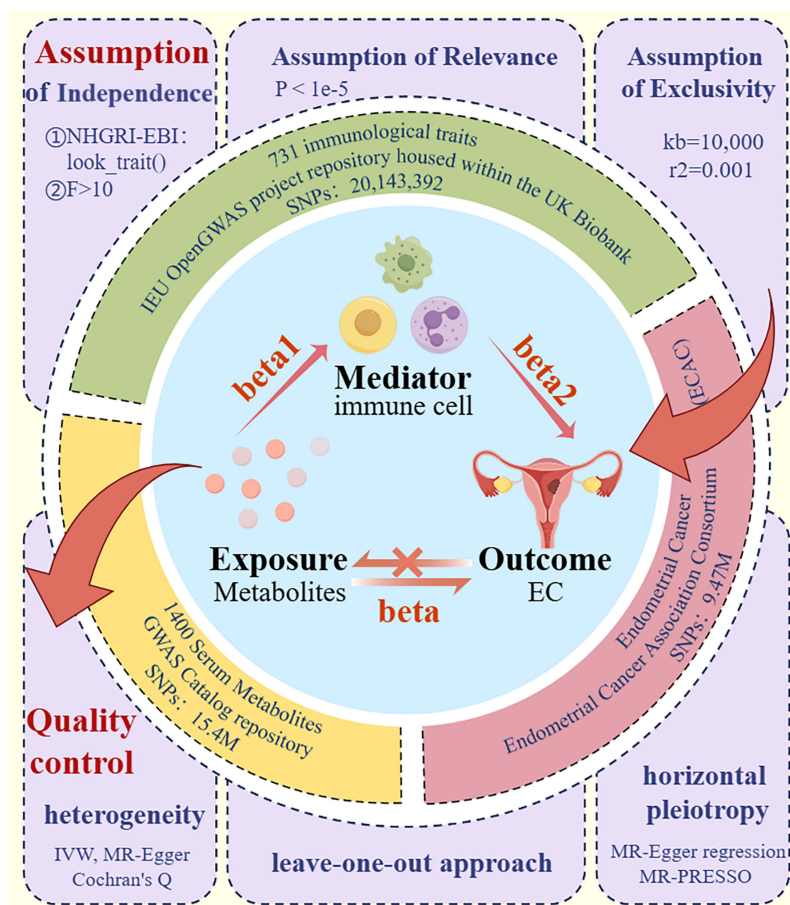 Assumption
of Independence
①NHGRI-EBI:
look_trait()
②F>10
Assumption of Relevance
P < 1e-5
Assumption
of Exclusivity
kb=10,000
r2=0.001
731 immunological traits
IEU OpenGWAS project repository housed within the UK Biobank
SNPs: 20,143,392
beta1
beta2
Mediator
immune cell
Exposure
Metabolites
Outcome
EC
beta
(ECAC)
Endometrial Cancer
Endometrial Cancer Association Consortium
SNPs: 9.47M
1400 Serum Metabolites
GWAS Catalog repository
SNPs: 15.4M
Quality
control
heterogeneity
IVW, MR-Egger
Cochran's Q
leave-one-out approach
horizontal
pleiotropy
MR-Egger regression
MR-PRESSO